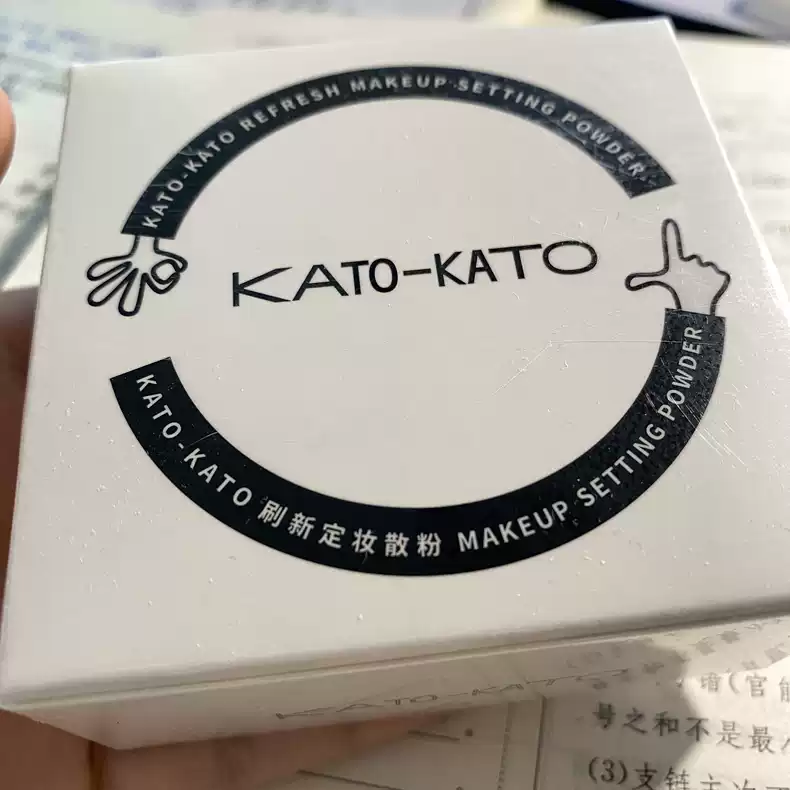 KATO-KATO REFRESH MAKEUP SETTING POWDER
KATO-KATO
KATO-KATO 刷新定妆散粉 MAKEUP SETTING POWDER
KATO-KATO
号之和不是最
(3)支链